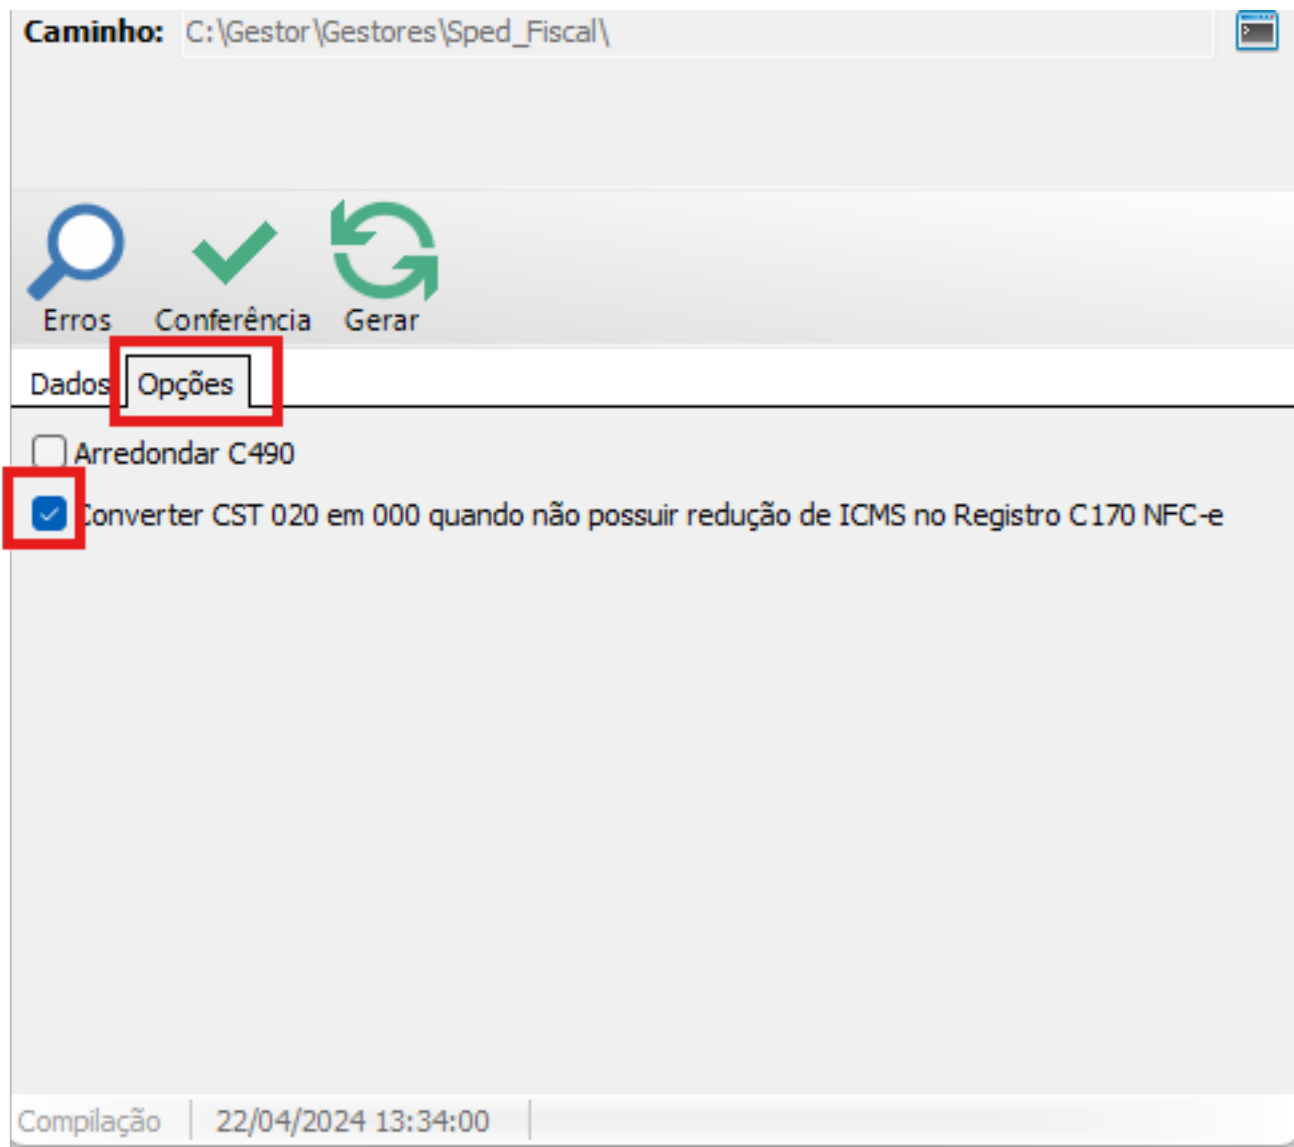 Caminho: C:\Gestor\Gestores\Sped_Fiscal\
Erros Conferência Gerar
Dados Opções
Arredondar C490
Converter CST 020 em 000 quando não possuir redução de ICMS no Registro C170 NFC-e
Compilação 22/04/2024 13:34:00